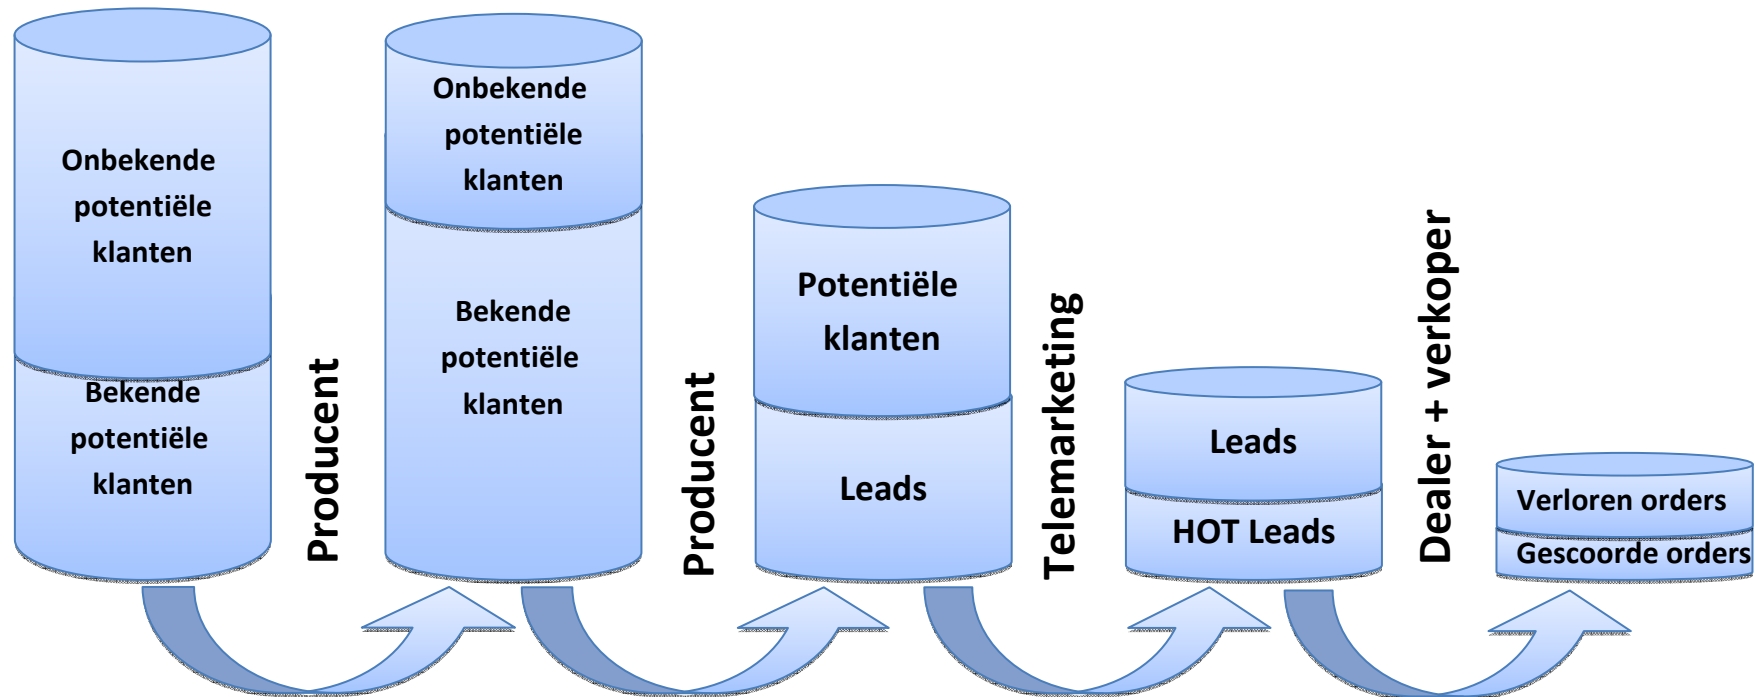 Onbekende
potentiële
klanten
Bekende
potentiële
klanten
Producent
Onbekende
potentiële
klanten
Bekende
potentiële
klanten
Producent
Potentiële
klanten
Leads
Telemarketing
Leads
HOT Leads
Dealer + verkoper
Verloren orders
Gescoorde orders